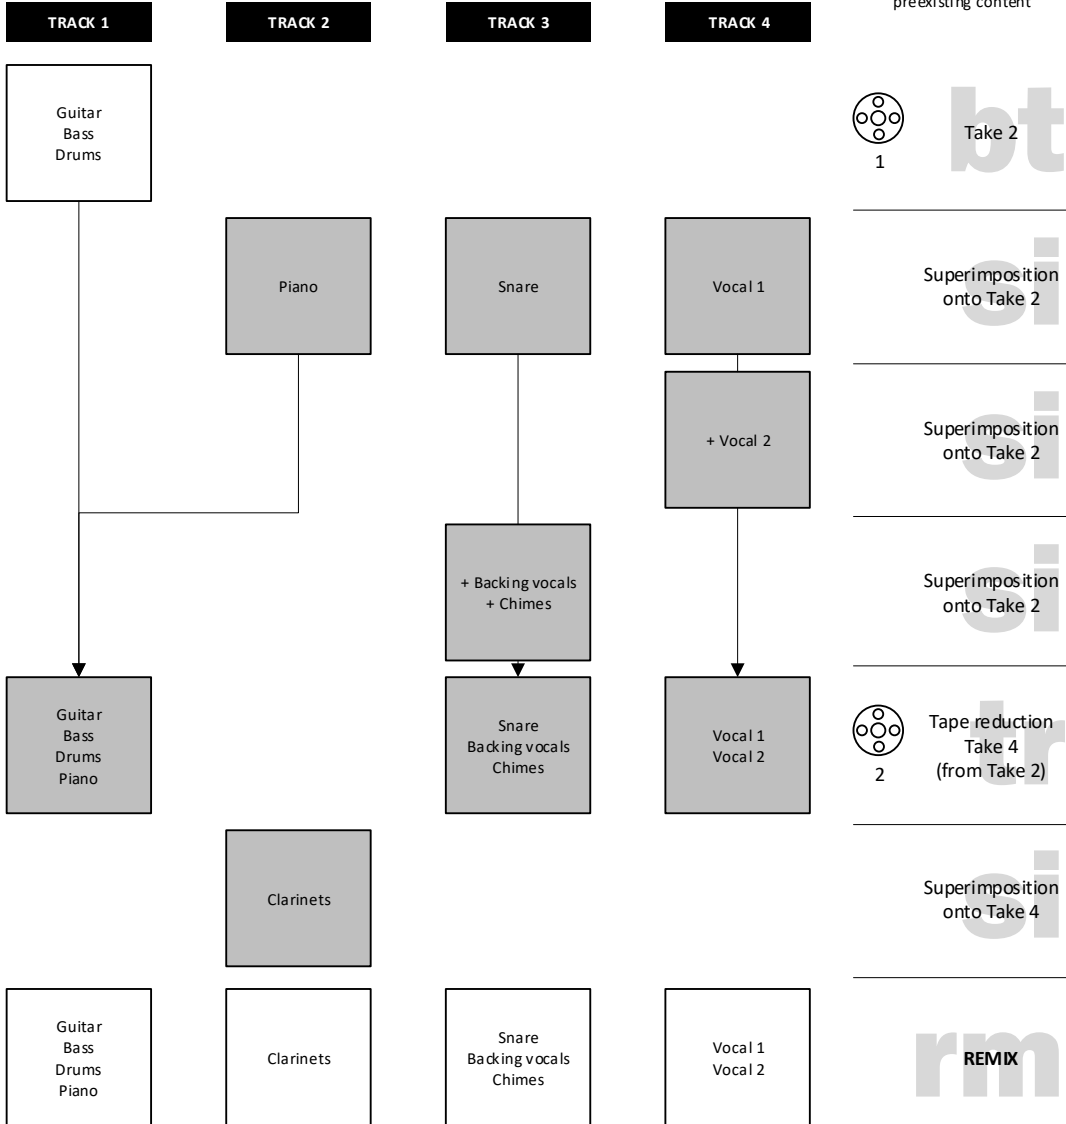 preexisting content
TRACK 1
TRACK 2
TRACK 3
TRACK 4
Guitar
Bass
Drums
1
bt
Take 2
Piano
Snare
Vocal 1
si
Superimposition
onto Take 2
+ Vocal 2
si
Superimposition
onto Take 2
+ Backing vocals
+ Chimes
si
Superimposition
onto Take 2
Guitar
Bass
Drums
Piano
Snare
Backing vocals
Chimes
Vocal 1
Vocal 2
2
tr
Tape reduction
Take 4
(from Take 2)
Clarinets
si
Superimposition
onto Take 4
Guitar
Bass
Drums
Piano
Clarinets
Snare
Backing vocals
Chimes
Vocal 1
Vocal 2
rm
REMIX